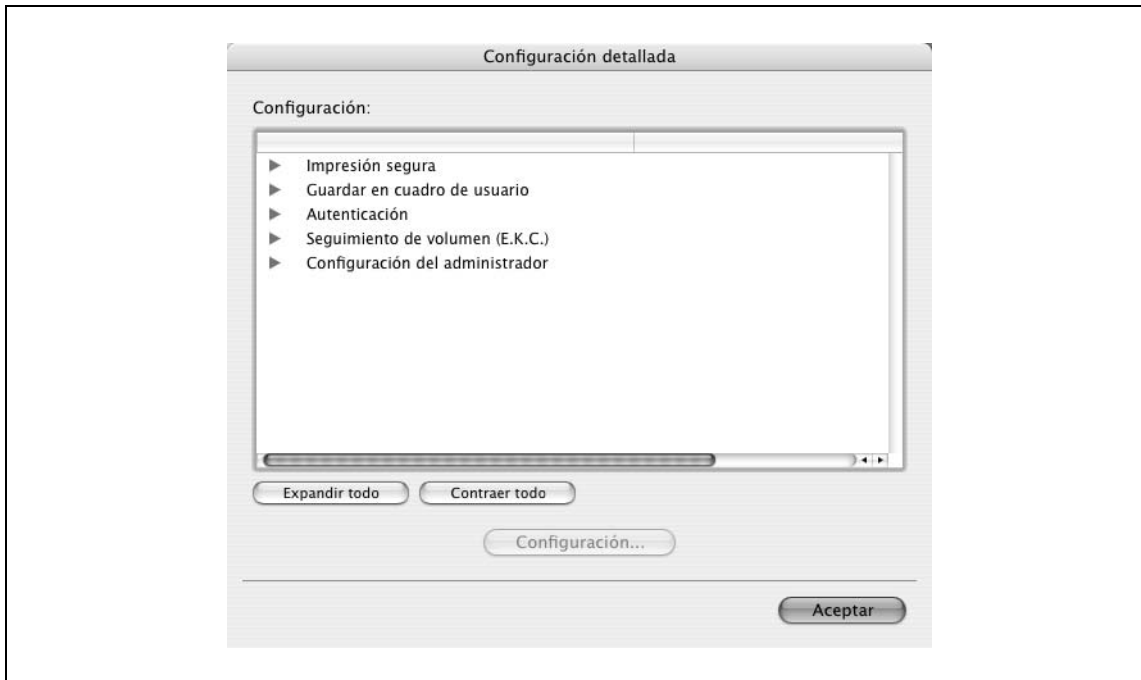 Configuración detallada
Configuración:
Impresión segura
Guardar en cuadro de usuario
Autenticación
Seguimiento de volumen (E.K.C.)
Configuración del administrador
Expandir todo Contraer todo
Configuración...
Aceptar